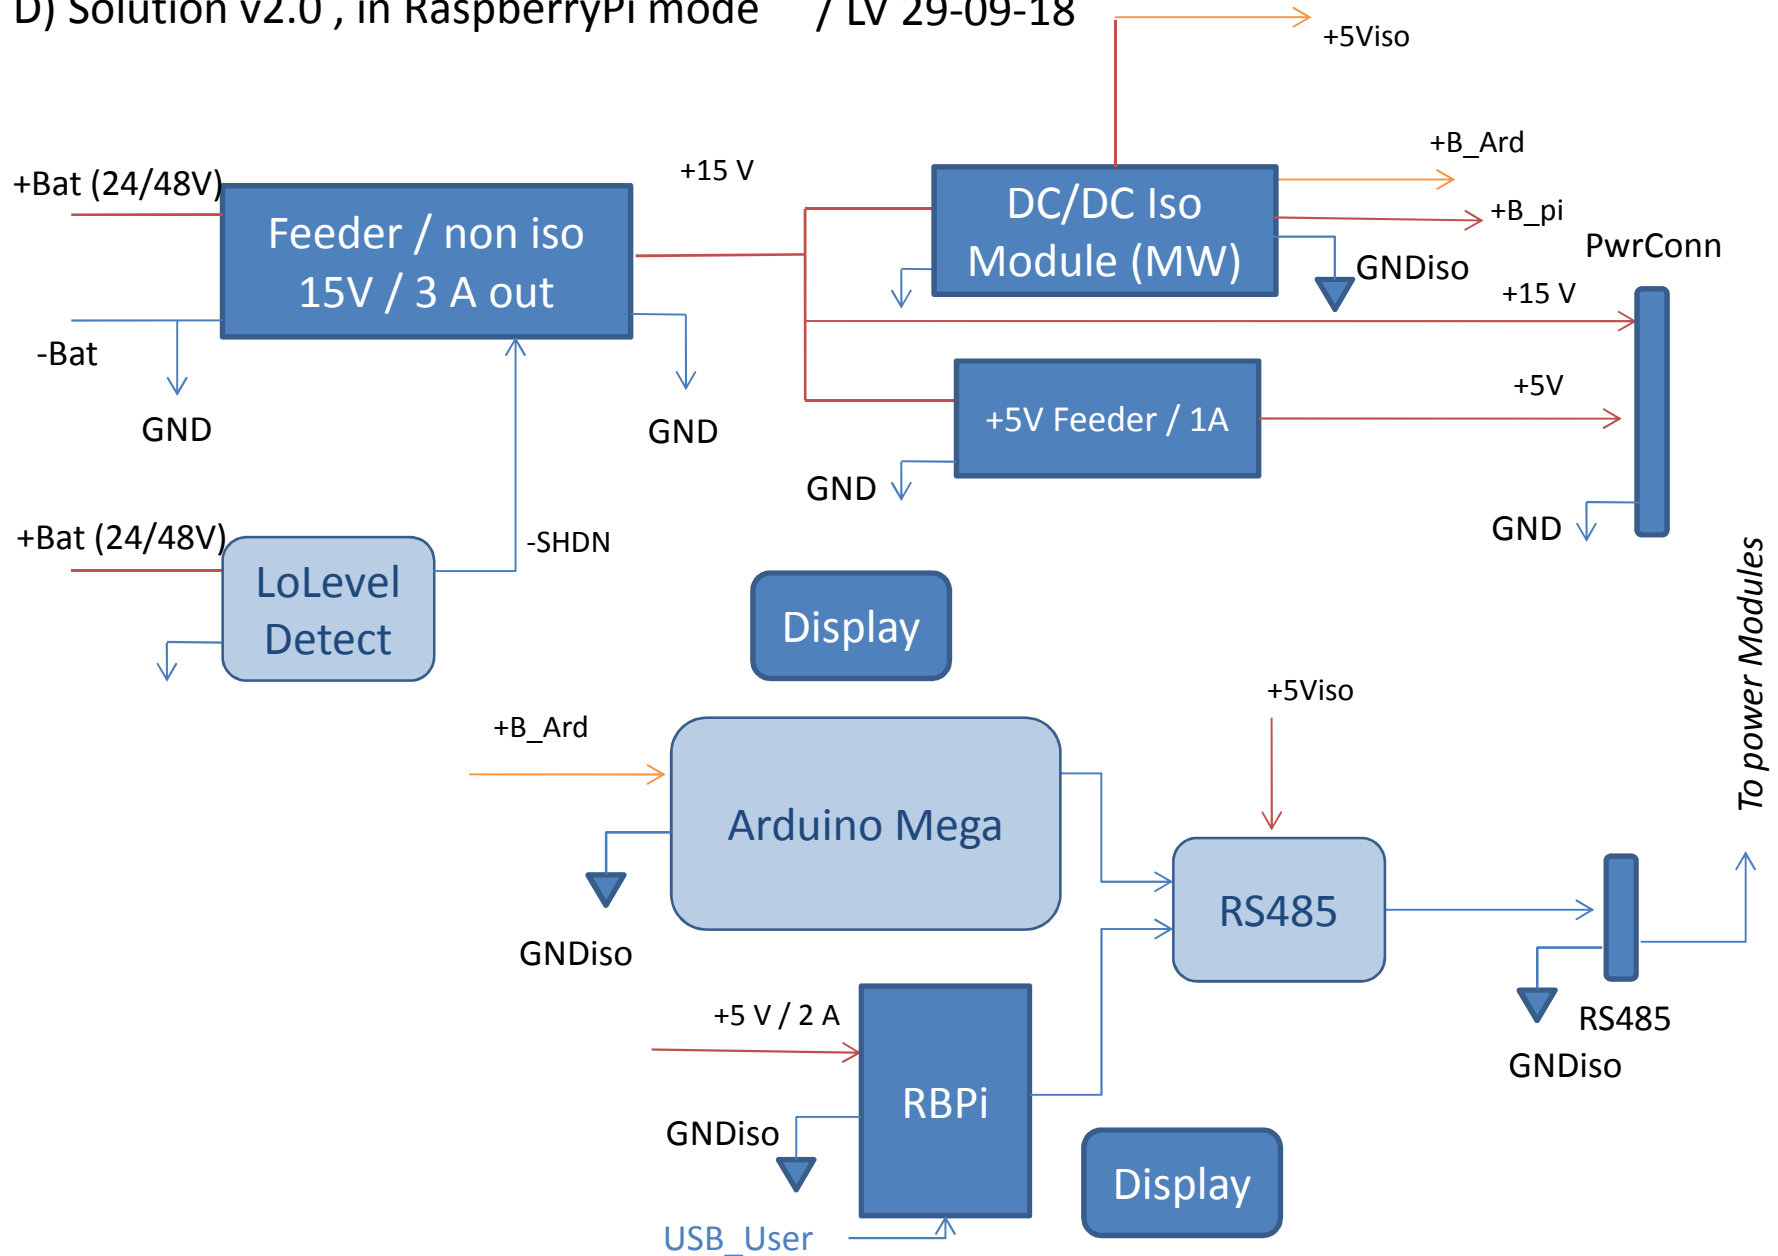 D) Solution v2.0 , in RaspberryPi mode / LV 29-09-18
+5Viso
+Bat (24/48V)
+15 V
+B_Ard
+B_pi
Feeder / non iso
15V / 3 A out
DC/DC Iso
Module (MW)
GNDiso
PwrConn
+15 V
-Bat
GND
GND
+5V Feeder / 1A
+5V
GND
GND
+Bat (24/48V)
-SHDN
LoLevel
Detect
Display
To power Modules
+5Viso
+B_Ard
Arduino Mega
GNDiso
RS485
+5 V / 2 A
RBPi
GNDiso
RS485
GNDiso
Display
USB_User